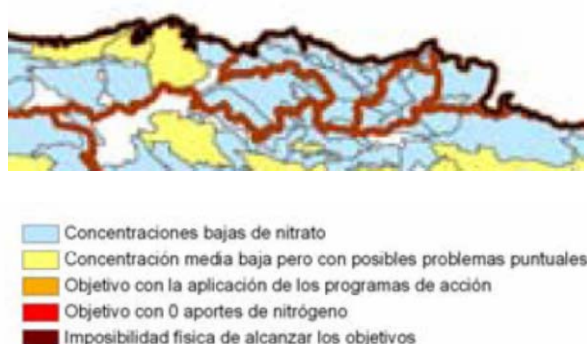 Concentraciones bajas de nitrato
Concentración media baja pero con posibles problemas puntuales
Objetivo con la aplicación de los programas de acción
Objetivo con 0 aportes de nitrógeno
Imposibilidad física de alcanzar los objetivos